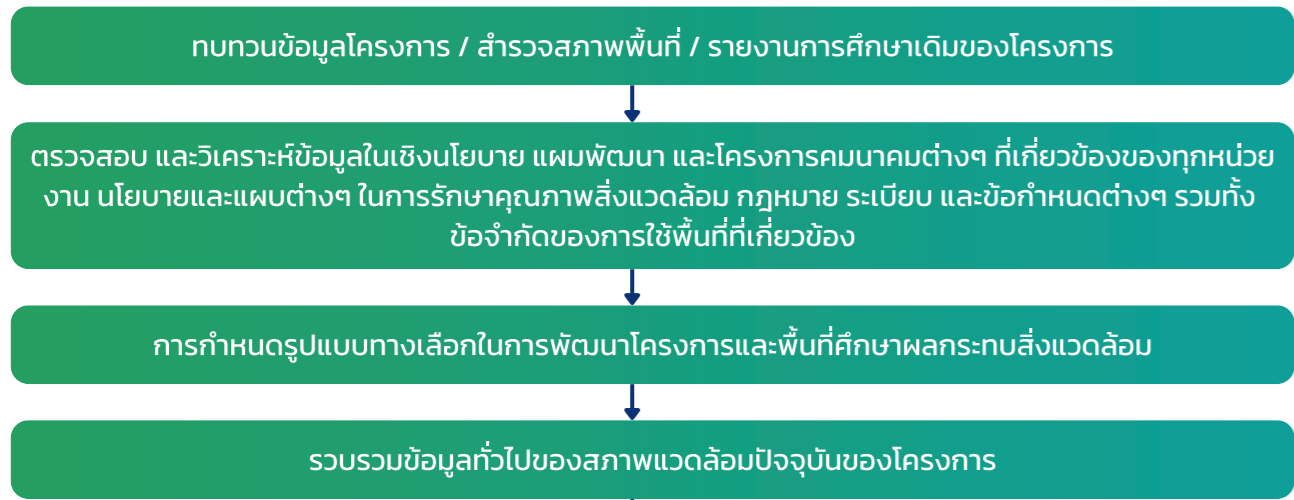 ทบทวนข้อมูลโครงการ / สำรวจสภาพพื้นที่ / รายงานการศึกษาเดิมของโครงการ
ตรวจสอบ และวิเคราะห์ข้อมูลในเชิงนโยบาย แผมพัฒนา และโครงการคมนาคมต่างๆ ที่เกี่ยวข้องของทุกหน่วย
งาน นโยบายและแผบต่างๆ ในการรักษาคุณภาพสิ่งแวดล้อม กฎหมาย ระเบียบ และข้อกำหนดต่างๆ รวมทั้ง
ข้อจำกัดของการใช้พื้นที่ที่เกี่ยวข้อง
การกำหนดรูปแบบทางเลือกในการพัฒนาโครงการและพื้นที่ศึกษาผลกระทบสิ่งแวดล้อม
รวบรวมข้อมูลทั่วไปของสภาพแวดล้อมปัจจุบันของโครงการ